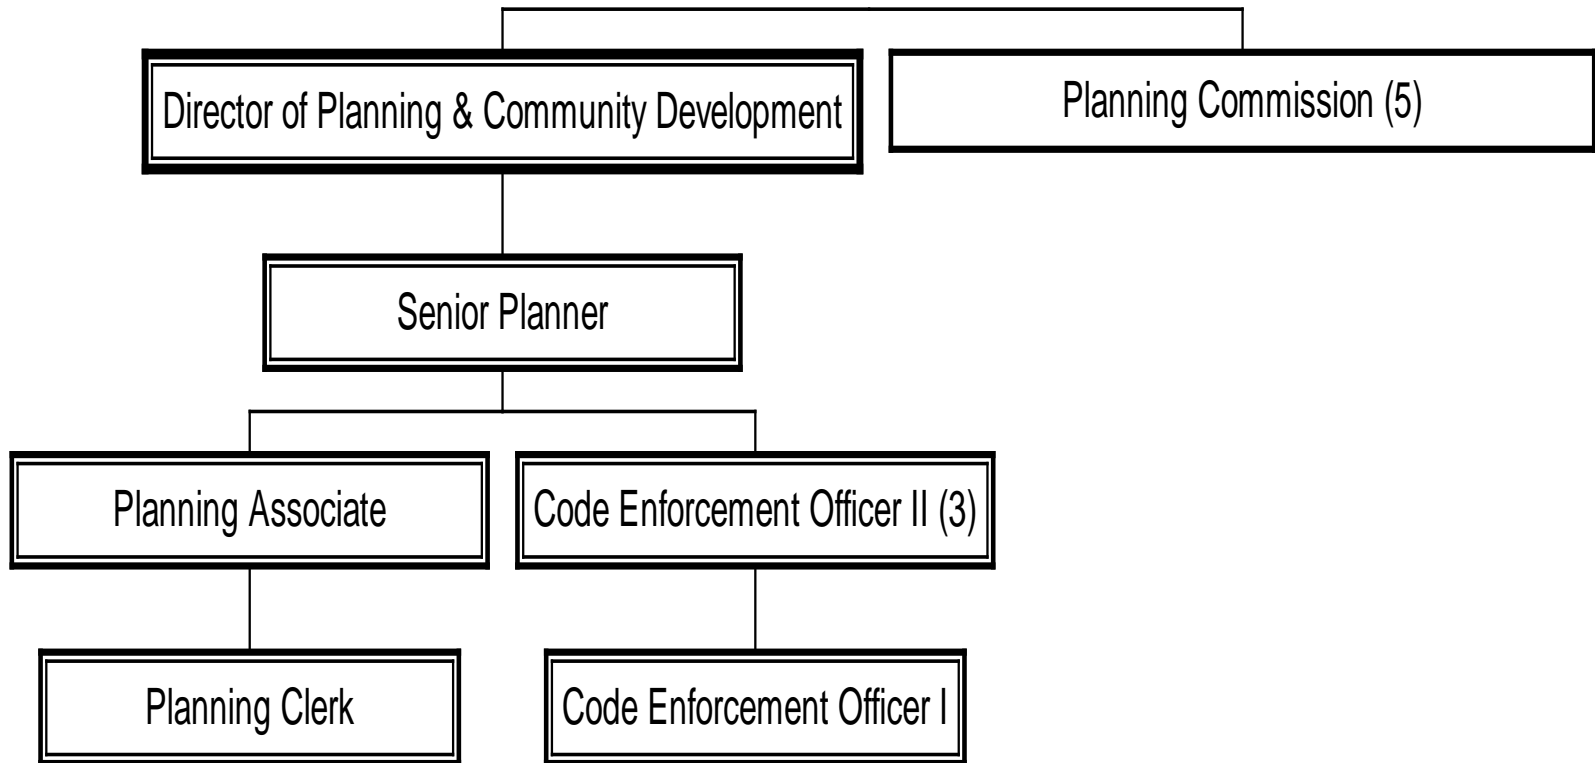 Director of Planning & Community Development
Planning Commission (5)
Senior Planner
Planning Associate
Code Enforcement Officer II (3)
Planning Clerk
Code Enforcement Officer I